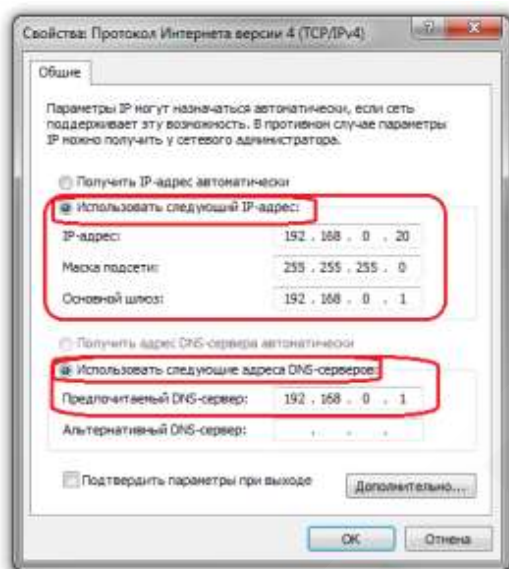 Свойства: Протокол Интернета версии 4 (TCP/IPv4)
Общие
Параметры IP могут назначаться автоматически, если сеть
поддерживает эту возможность. В противном случае параметры
IP можно получить у сетевого администратора.
Получить IP-адрес автоматически
Использовать следующий IP-адрес:
IP-адрес: 192 . 168 . 0 . 20
Маска подсети: 255 . 255 . 255 . 0
Основной шлюз: 192 . 168 . 0 . 1
Получить адрес DNS-сервера автоматически
Использовать следующие адреса DNS-серверов:
Предпочитаемый DNS-сервер: 192 . 168 . 0 . 1
Альтернативный DNS-сервер: . . .
Подтвердить параметры при выходе
Дополнительно...
OK Отмена